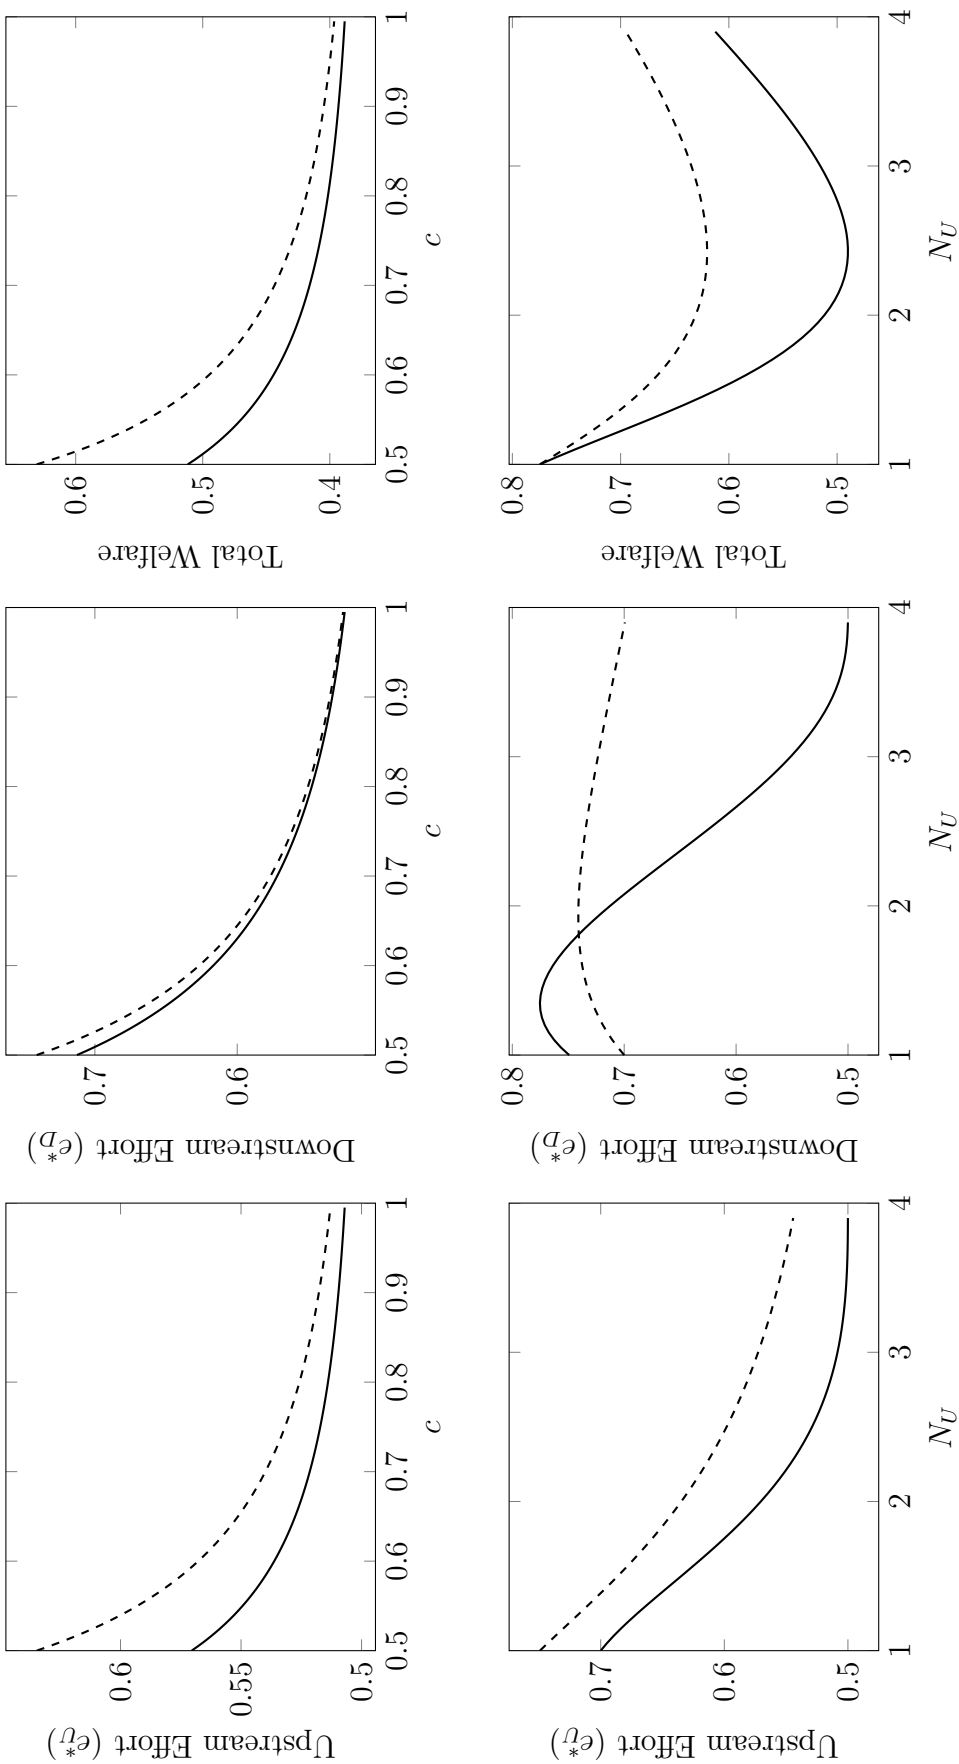 Upstream Effort (e*_U)
0.5
0.55
0.6
0.5 0.6 0.7 0.8 0.9 1
c
Downstream Effort (e*_D)
0.6
0.7
0.5 0.6 0.7 0.8 0.9 1
c
Total Welfare
0.4
0.5
0.6
0.5 0.6 0.7 0.8 0.9 1
c
Upstream Effort (e*_U)
0.5
0.6
0.7
1 2 3 4
N_U
Downstream Effort (e*_D)
0.5
0.6
0.7
0.8
1 2 3 4
N_U
Total Welfare
0.5
0.6
0.7
0.8
1 2 3 4
N_U